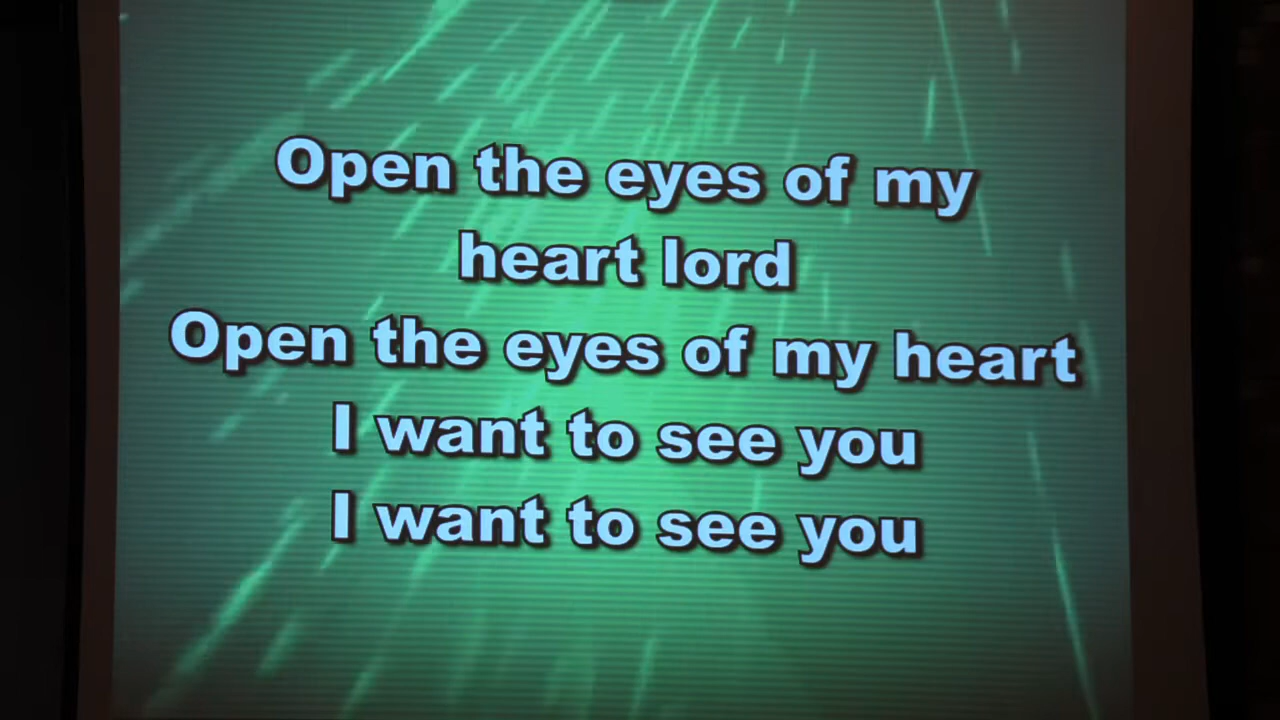 Open the eyes of my
heart lord
Open the eyes of my heart
I want to see you
I want to see you